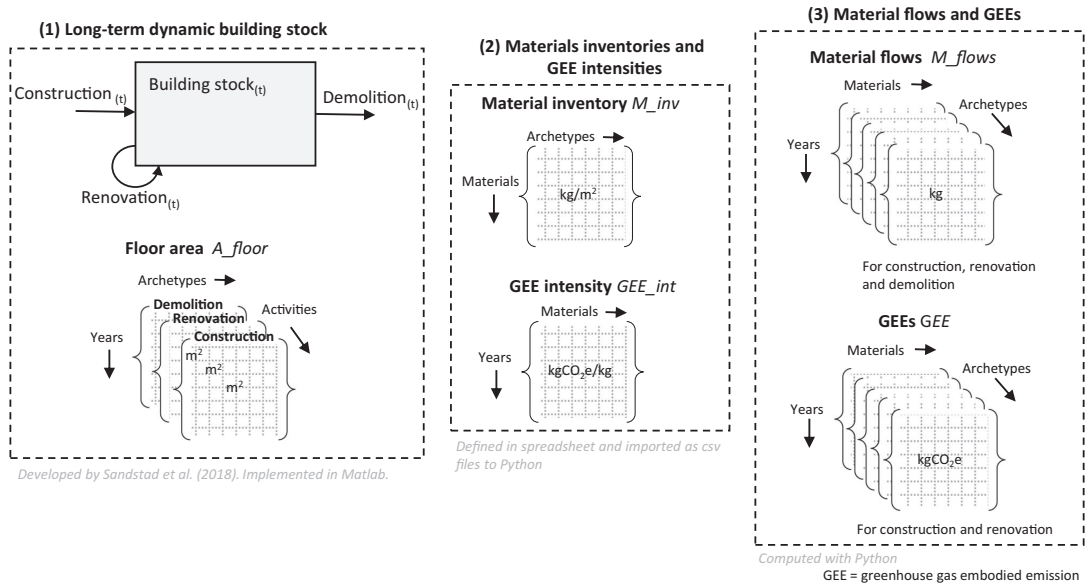 (1) Long-term dynamic building stock
Construction (t)
Building stock(t)
Demolition(t)
Renovation(t)
Floor area A_floor
Archetypes
Demolition
Renovation
Construction
Activities
Years
m2
m2
m2
Developed by Sandstad et al. (2018). Implemented in Matlab.
(2) Materials inventories and
GEE intensities
Material inventory M_inv
Archetypes
Materials
kg/m2
GEE intensity GEE_int
Materials
Years
kgCO2e/kg
Defined in spreadsheet and imported as csv
files to Python
(3) Material flows and GEEs
Material flows M_flows
Materials
Archetypes
Years
kg
For construction, renovation
and demolition
GEEs GEE
Materials
Archetypes
Years
kgCO2e
For construction and renovation
Computed with Python
GEE = greenhouse gas embodied emission